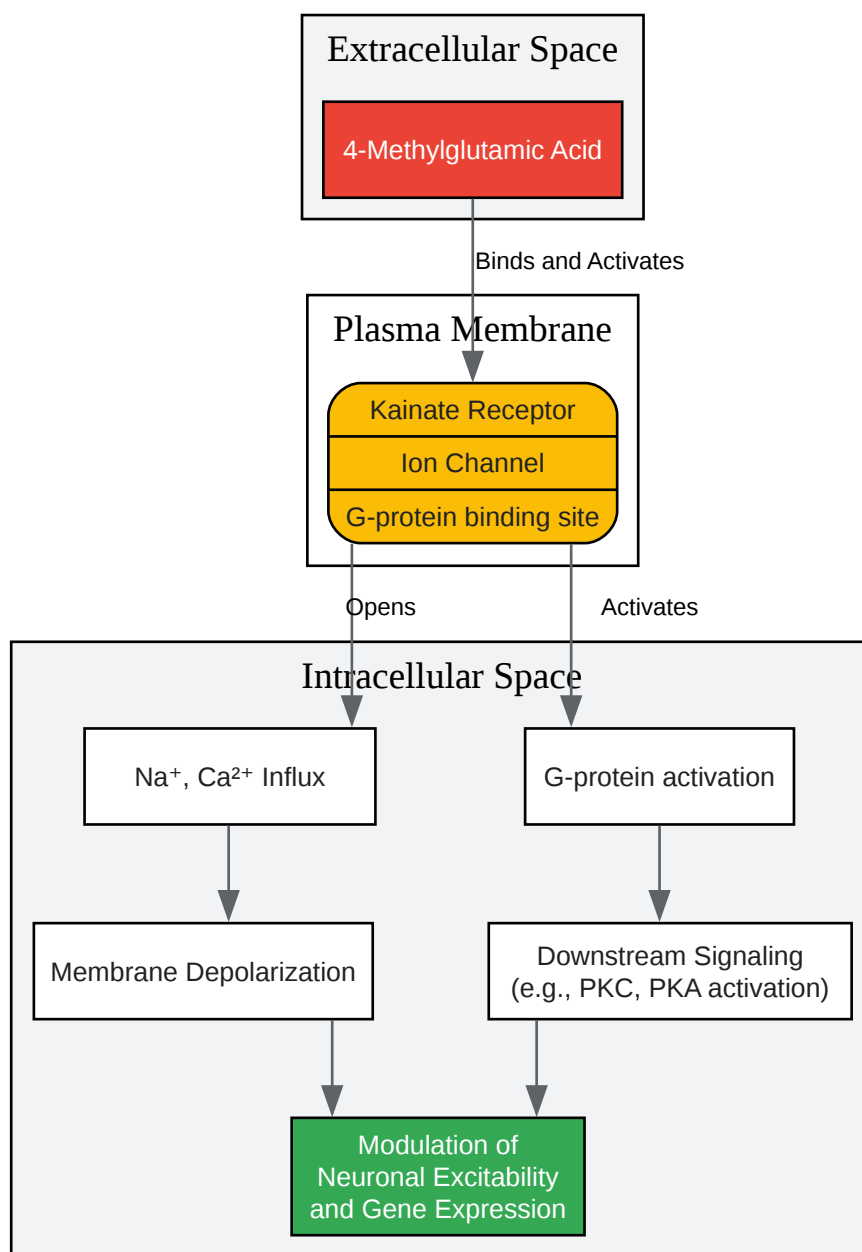 Extracellular Space
4-Methylglutamic Acid
Binds and Activates
Plasma Membrane
Kainate Receptor
Ion Channel
G-protein binding site
Opens
Activates
Intracellular Space
Na⁺, Ca²⁺ Influx
G-protein activation
Membrane Depolarization
Downstream Signaling
(e.g., PKC, PKA activation)
Modulation of
Neuronal Excitability
and Gene Expression